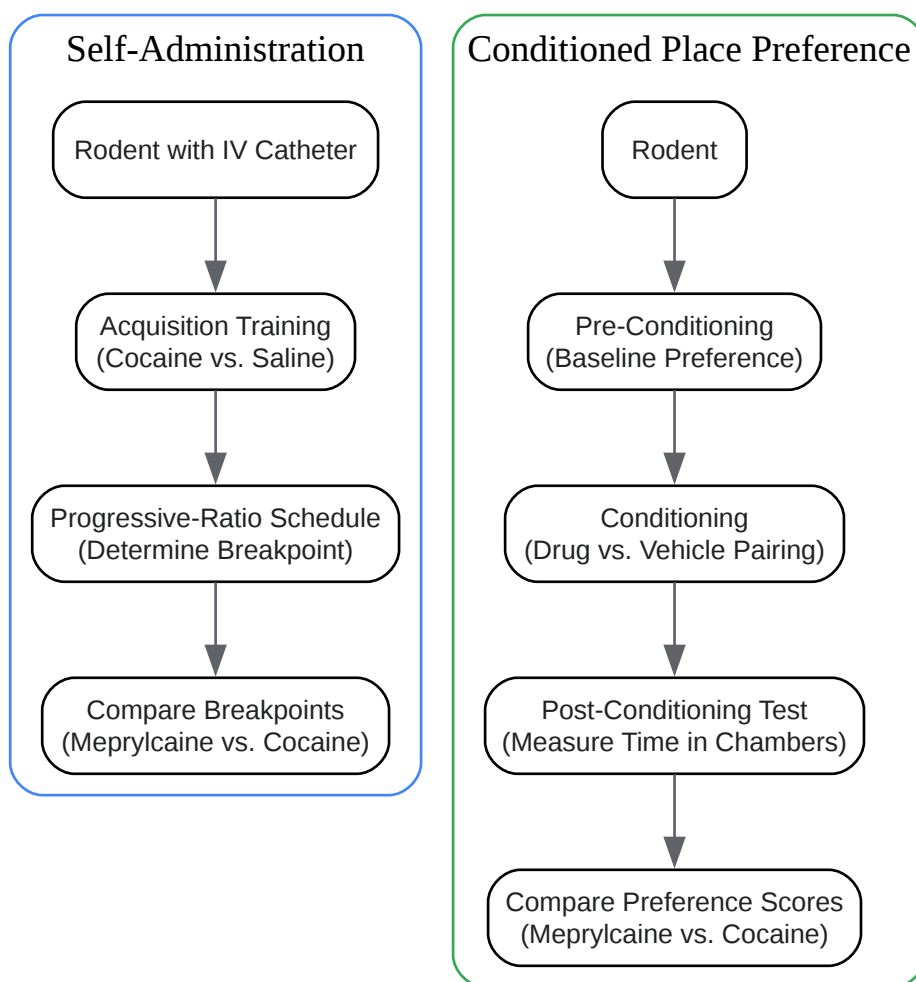 Self-Administration
Rodent with IV Catheter
Acquisition Training
(Cocaine vs. Saline)
Progressive-Ratio Schedule
(Determine Breakpoint)
Compare Breakpoints
(Meprylcaine vs. Cocaine)
Conditioned Place Preference
Rodent
Pre-Conditioning
(Baseline Preference)
Conditioning
(Drug vs. Vehicle Pairing)
Post-Conditioning Test
(Measure Time in Chambers)
Compare Preference Scores
(Meprylcaine vs. Cocaine)